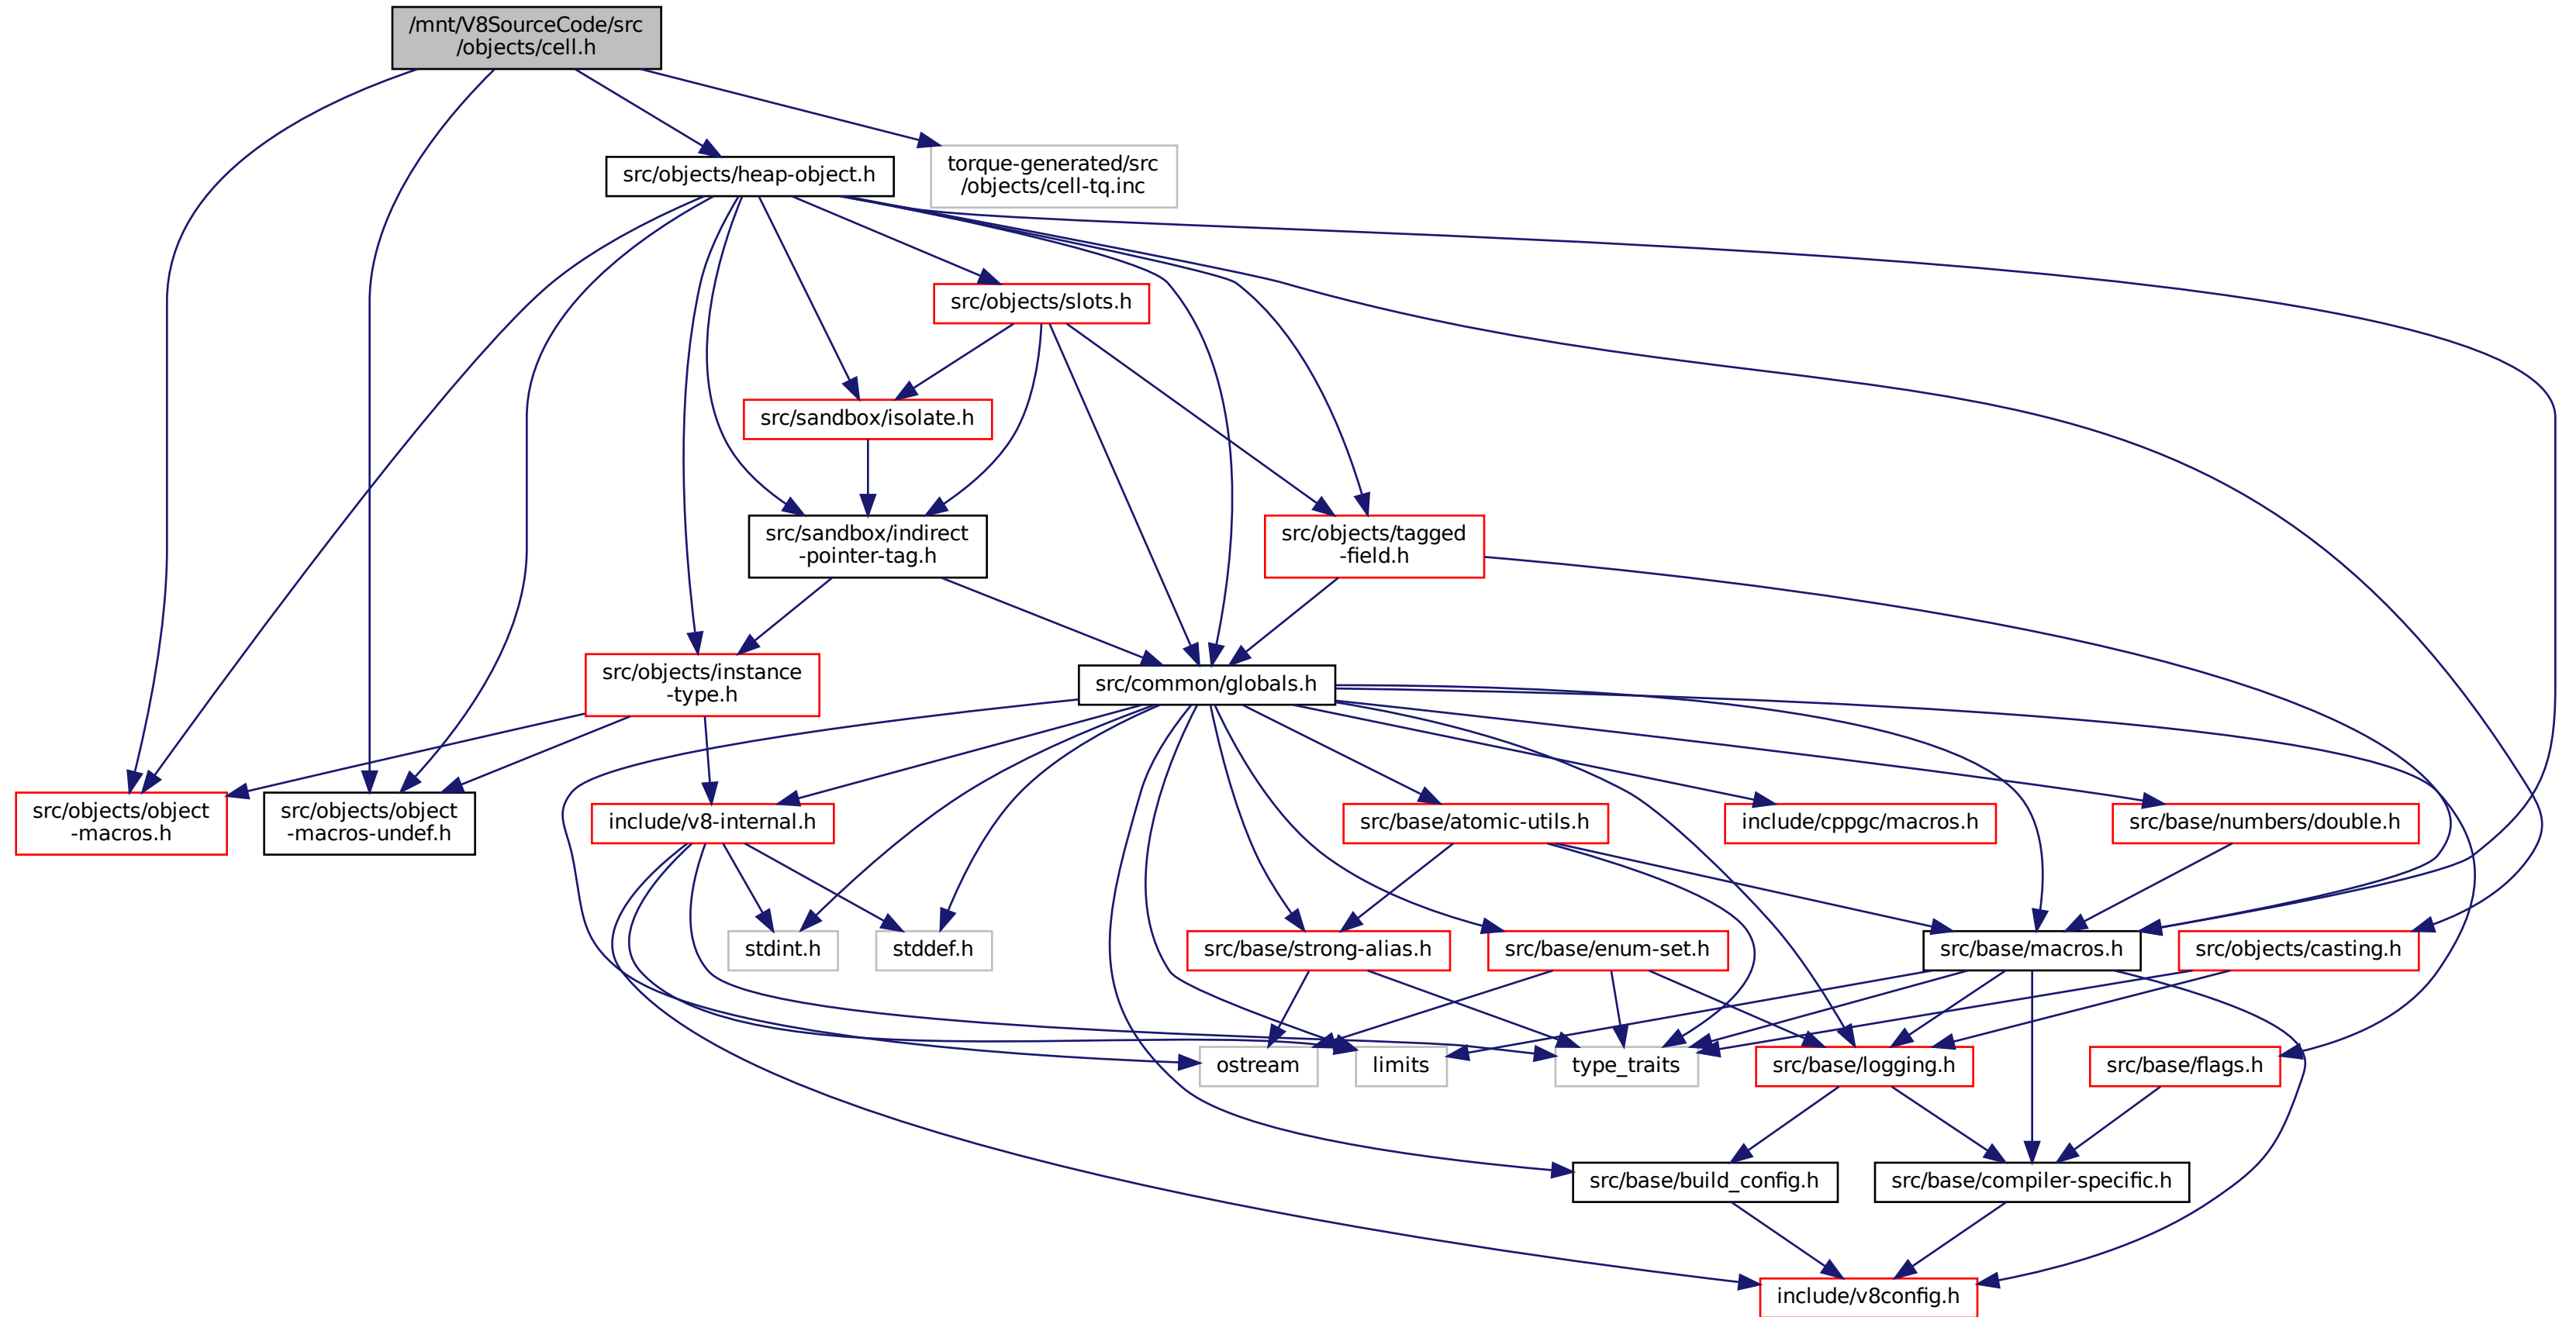 /mnt/V8SourceCode/src
/objects/cell.h
src/objects/heap-object.h
torque-generated/src
/objects/cell-tq.inc
src/objects/slots.h
src/sandbox/isolate.h
src/sandbox/indirect
-pointer-tag.h
src/objects/tagged
-field.h
src/objects/instance
-type.h
src/common/globals.h
src/objects/object
-macros.h
src/objects/object
-macros-undef.h
include/v8-internal.h
src/base/atomic-utils.h
include/cppgc/macros.h
src/base/numbers/double.h
stdint.h
stddef.h
src/base/strong-alias.h
src/base/enum-set.h
src/base/macros.h
src/objects/casting.h
ostream
limits
type_traits
src/base/logging.h
src/base/flags.h
src/base/build_config.h
src/base/compiler-specific.h
include/v8config.h